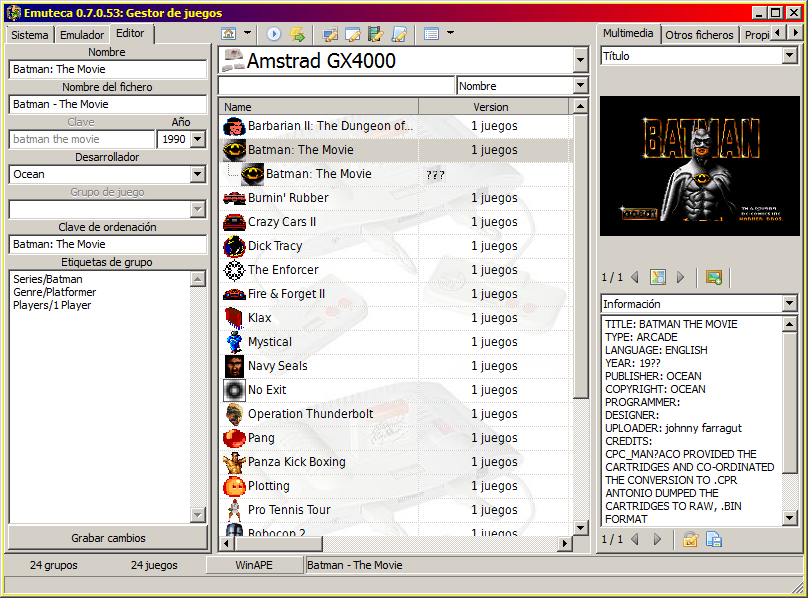 Emuteca 0.7.0.53: Gestor de juegos
Sistema Emulador Editor
Nombre
Batman: The Movie
Nombre del fichero
Batman - The Movie
Clave Año
batman the movie 1990
Desarrollador
Ocean
Grupo de juego
Clave de ordenación
Batman: The Movie
Etiquetas de grupo
Series/Batman
Genre/Platformer
Players/1 Player
Grabar cambios
Amstrad GX4000
Nombre
Name Version
Barbarian II: The Dungeon of... 1 juegos
Batman: The Movie 1 juegos
Batman: The Movie ???
Burnin' Rubber 1 juegos
Crazy Cars II 1 juegos
Dick Tracy 1 juegos
The Enforcer 1 juegos
Fire & Forget II 1 juegos
Klax 1 juegos
Mystical 1 juegos
Navy Seals 1 juegos
No Exit 1 juegos
Operation Thunderbolt 1 juegos
Pang 1 juegos
Panza Kick Boxing 1 juegos
Plotting 1 juegos
Pro Tennis Tour 1 juegos
Robocop 2 1 juegos
Multimedia Otros ficheros Propi
Título
BATMAN
TM & ©
DC COMICS INC
WARNER BROS.
1 / 1
Información
TITLE: BATMAN THE MOVIE
TYPE: ARCADE
LANGUAGE: ENGLISH
YEAR: 19??
PUBLISHER: OCEAN
COPYRIGHT: OCEAN
PROGRAMMER:
DESIGNER:
UPLOADER: johnny farragut
CREDITS:
CPC_MAN?ACO PROVIDED THE
CARTRIDGES AND CO-ORDINATED
THE CONVERSION TO .CPR
ANTONIO DUMPED THE
CARTRIDGES TO RAW, .BIN
FORMAT
1 / 1
24 grupos 24 juegos WinAPE Batman - The Movie